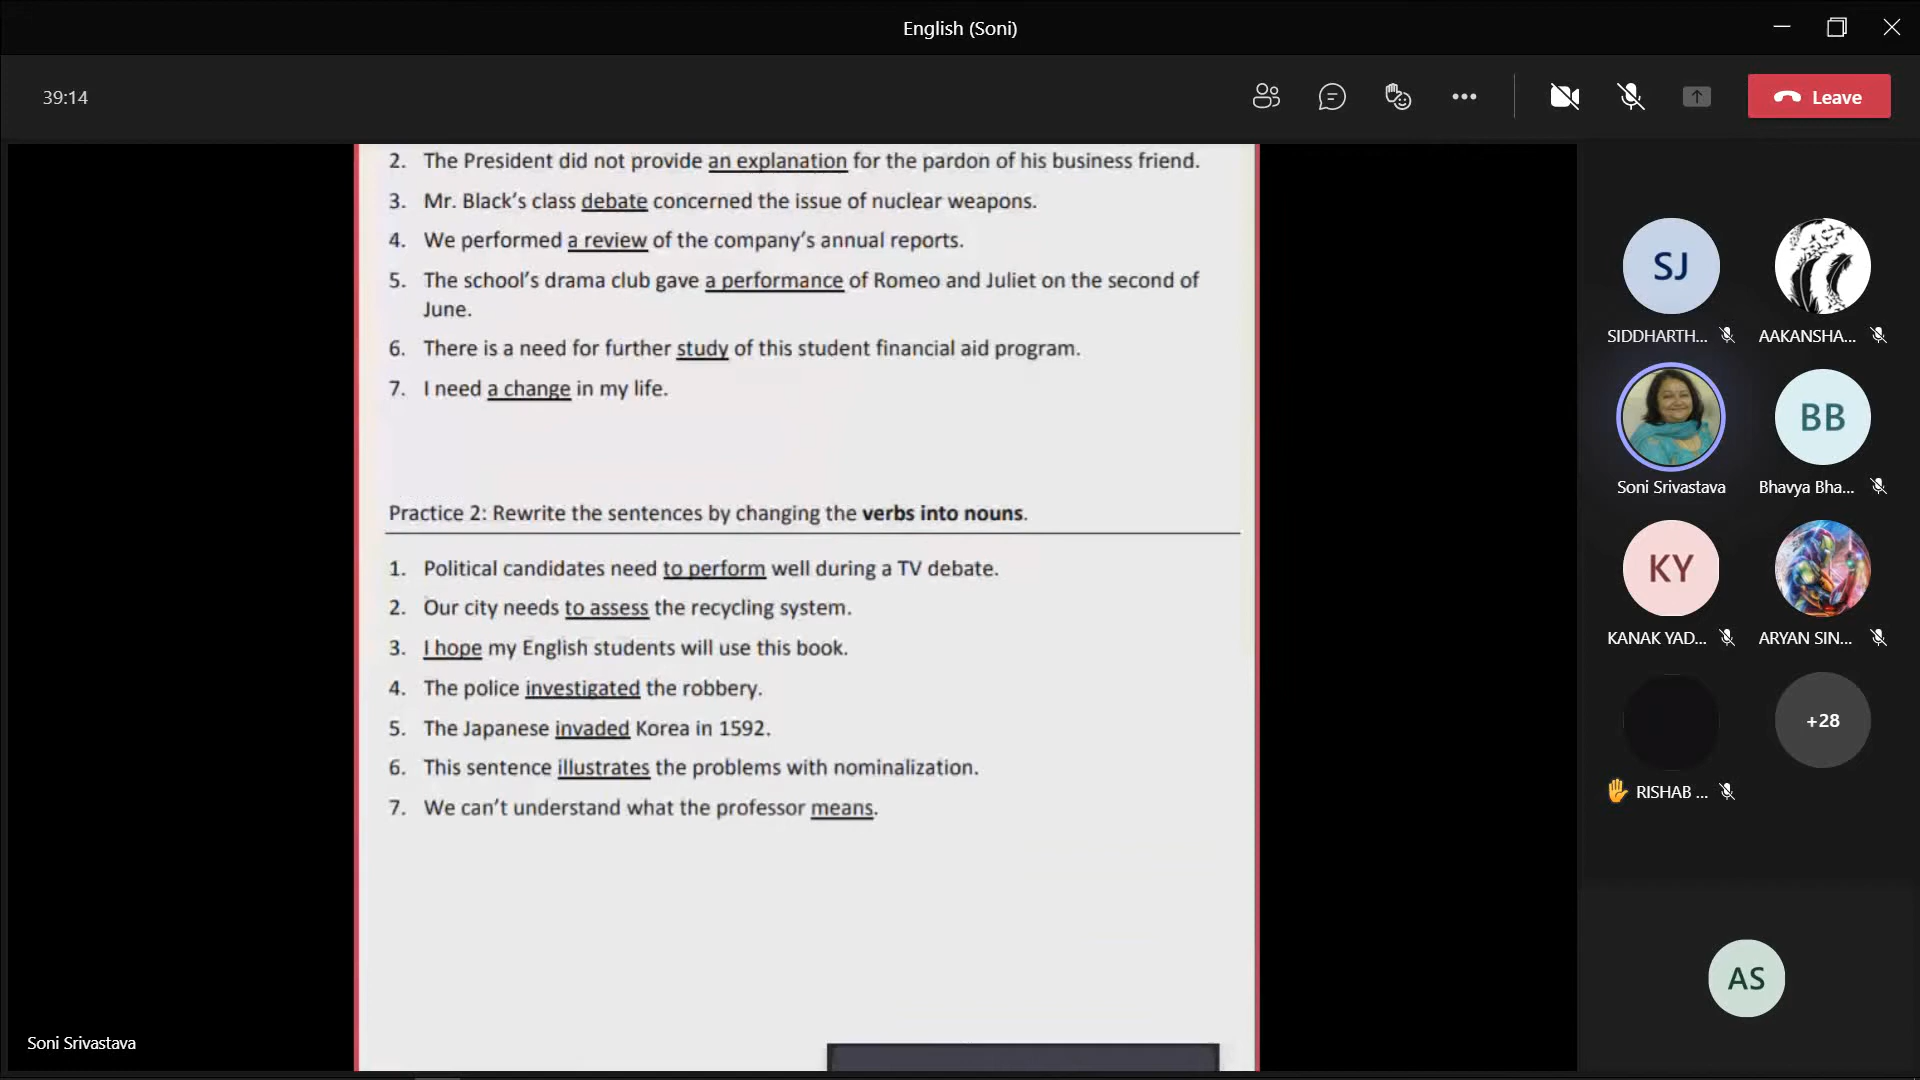 English (Soni)
39:14
Leave
2. The President did not provide an explanation for the pardon of his business friend.
3. Mr. Black's class debate concerned the issue of nuclear weapons.
4. We performed a review of the company's annual reports.
5. The school's drama club gave a performance of Romeo and Juliet on the second of
June.
6. There is a need for further study of this student financial aid program.
7. I need a change in my life.
Practice 2: Rewrite the sentences by changing the verbs into nouns.
1. Political candidates need to perform well during a TV debate.
2. Our city needs to assess the recycling system.
3. I hope my English students will use this book.
4. The police investigated the robbery.
5. The Japanese invaded Korea in 1592.
6. This sentence illustrates the problems with nominalization.
7. We can't understand what the professor means.
Soni Srivastava
SJ
SIDDHARTH... AAKANSHA...
BB
Soni Srivastava Bhavya Bha...
KY
KANAK YAD... ARYAN SIN...
+28
RISHAB ...
AS